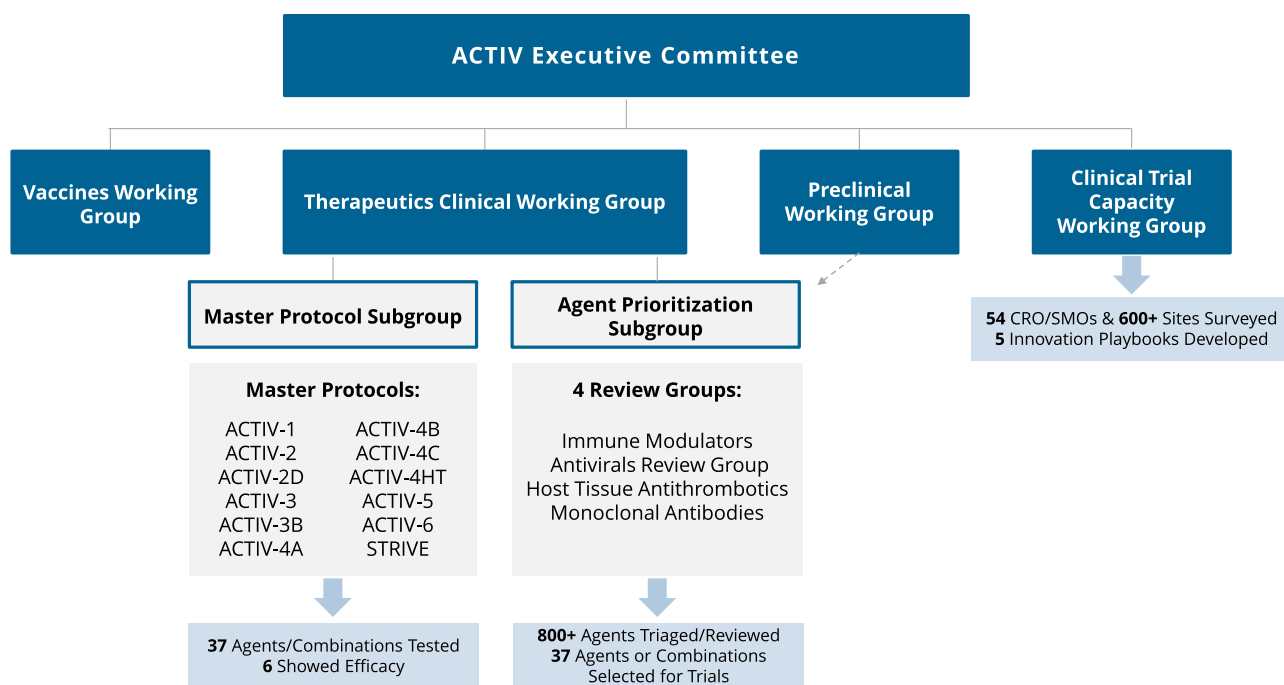 ACTIV Executive Committee
Vaccines Working
Group
Therapeutics Clinical Working Group
Preclinical
Working Group
Clinical Trial
Capacity
Working Group
Master Protocol Subgroup
Agent Prioritization
Subgroup
54 CRO/SMOs & 600+ Sites Surveyed
5 Innovation Playbooks Developed
Master Protocols:
ACTIV-1
ACTIV-2
ACTIV-2D
ACTIV-3
ACTIV-3B
ACTIV-4A
ACTIV-4B
ACTIV-4C
ACTIV-4HT
ACTIV-5
ACTIV-6
STRIVE
4 Review Groups:
Immune Modulators
Antivirals Review Group
Host Tissue Antithrombotics
Monoclonal Antibodies
37 Agents/Combinations Tested
6 Showed Efficacy
800+ Agents Triaged/Reviewed
37 Agents or Combinations
Selected for Trials